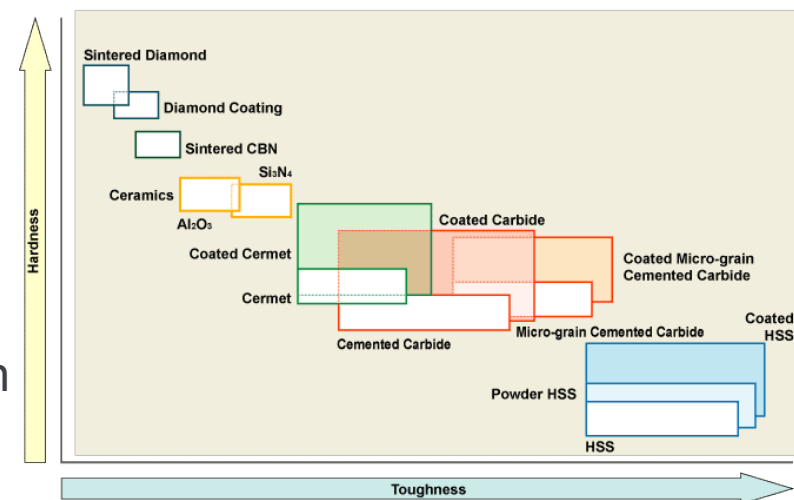 Sintered Diamond
Diamond Coating
Sintered CBN
Si₃N₄
Ceramics
Al₂O₃
Coated Carbide
Coated Cermet
Coated Micro-grain
Cemented Carbide
Cermet
Hardness
Coated
HSS
Micro-grain Cemented Carbide
Cemented Carbide
n
Powder HSS
HSS
Toughness